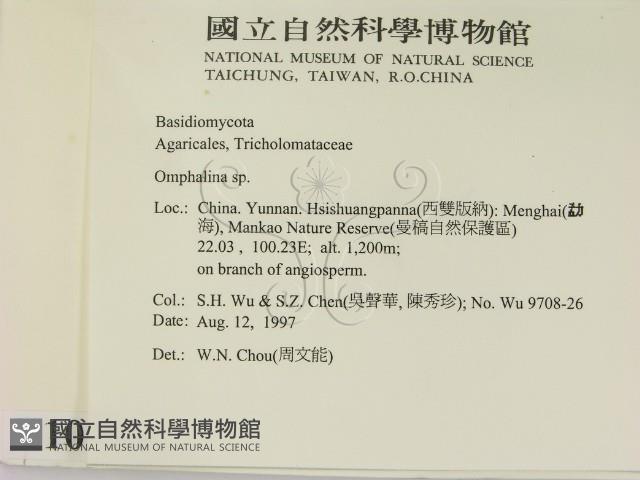 國立自然科學博物館
NATIONAL MUSEUM OF NATURAL SCIENCE
TAICHUNG, TAIWAN, R.O.CHINA
Basidiomycota
Agaricales, Tricholomataceae
Omphalina sp.
Loc.: China. Yunnan. Hsishuangpanna(西雙版納): Menghai(勐
海), Mankao Nature Reserve(曼稿自然保護區)
22.03 , 100.23E; alt. 1,200m;
on branch of angiosperm.
Col.: S.H. Wu & S.Z. Chen(吳聲華, 陳秀珍); No. Wu 9708-26
Date: Aug. 12, 1997
Det.: W.N. Chou(周文能)
10
國立自然科學博物館
NATIONAL MUSEUM OF NATURAL SCIENCE